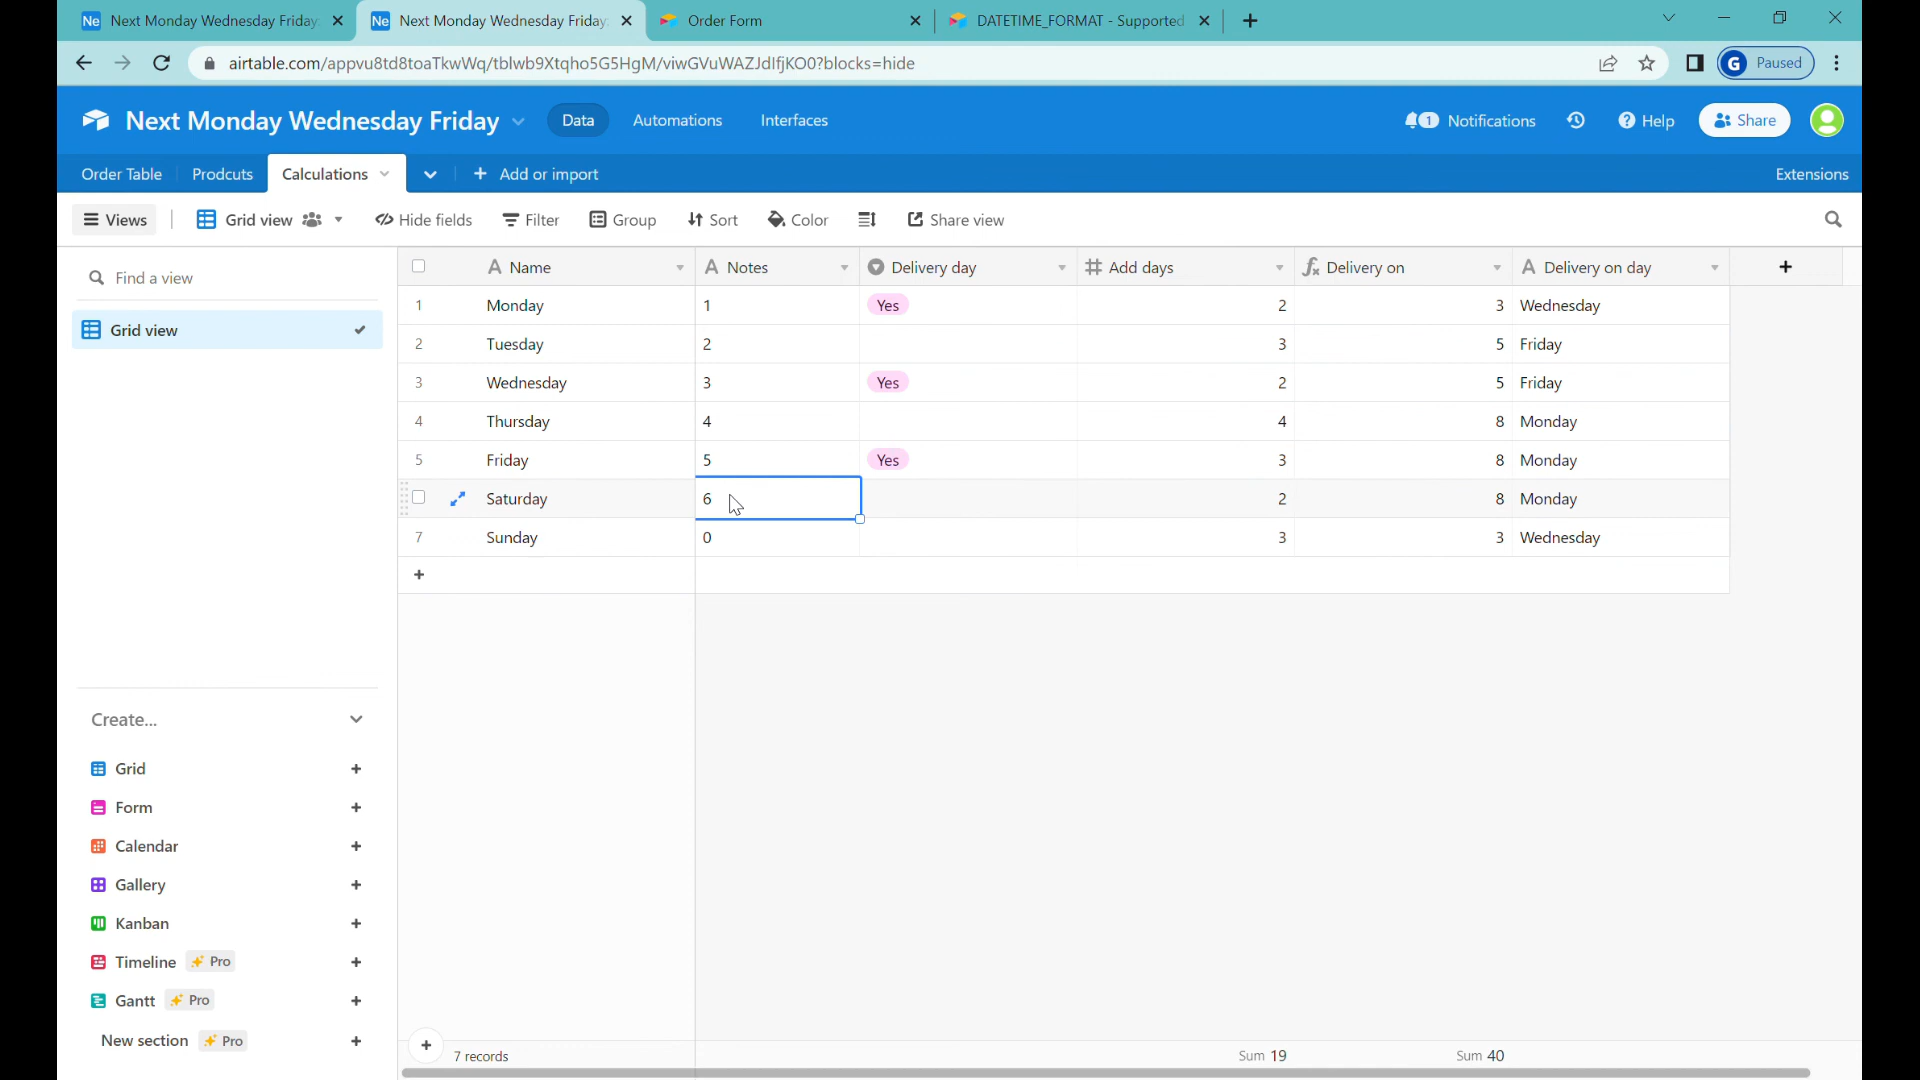 Ne Next Monday Wednesday Friday:
Ne Next Monday Wednesday Friday:
Order Form
DATETIME_FORMAT - Supported
airtable.com/appvu8td8toaTkwWq/tblwb9Xtqho5G5HgM/viwGVuWAZJdIfjKO0?blocks=hide
G Paused
Next Monday Wednesday Friday
Data
Automations
Interfaces
1 Notifications
Help
Share
Order Table
Prodcuts
Calculations
Add or import
Extensions
Views
Grid view
Hide fields
Filter
Group
Sort
Color
Share view
Find a view
Grid view
Name Notes Delivery day Add days Delivery on Delivery on day
1 Monday 1 Yes 2 3 Wednesday
2 Tuesday 2 3 5 Friday
3 Wednesday 3 Yes 2 5 Friday
4 Thursday 4 4 8 Monday
5 Friday 5 Yes 3 8 Monday
Saturday 6 2 8 Monday
7 Sunday 0 3 3 Wednesday
Create...
Grid
Form
Calendar
Gallery
Kanban
Timeline Pro
Gantt Pro
New section Pro
7 records
Sum 19
Sum 40